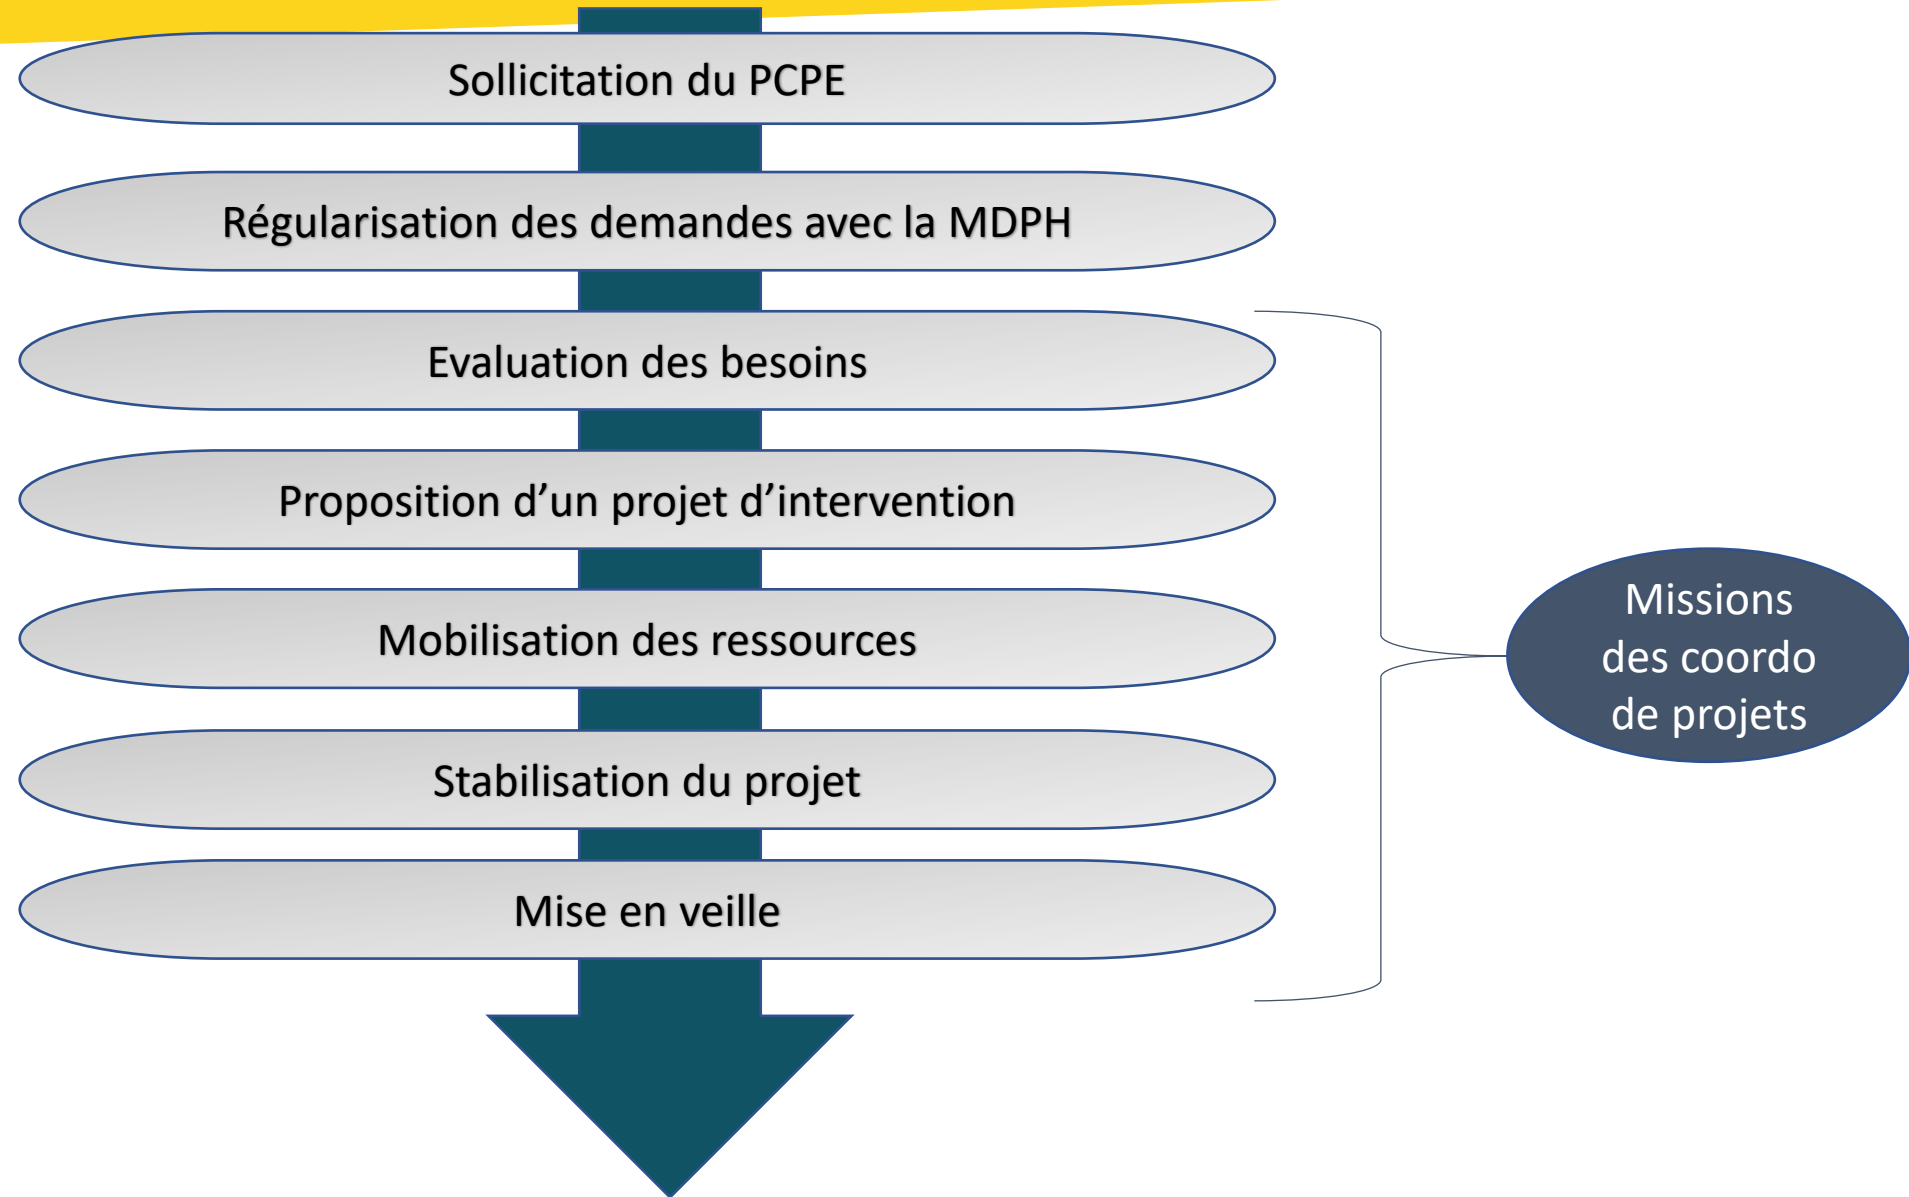 Sollicitation du PCPE
Régularisation des demandes avec la MDPH
Evaluation des besoins
Proposition d’un projet d’intervention
Mobilisation des ressources
Stabilisation du projet
Mise en veille
Missions
des coordo
de projets